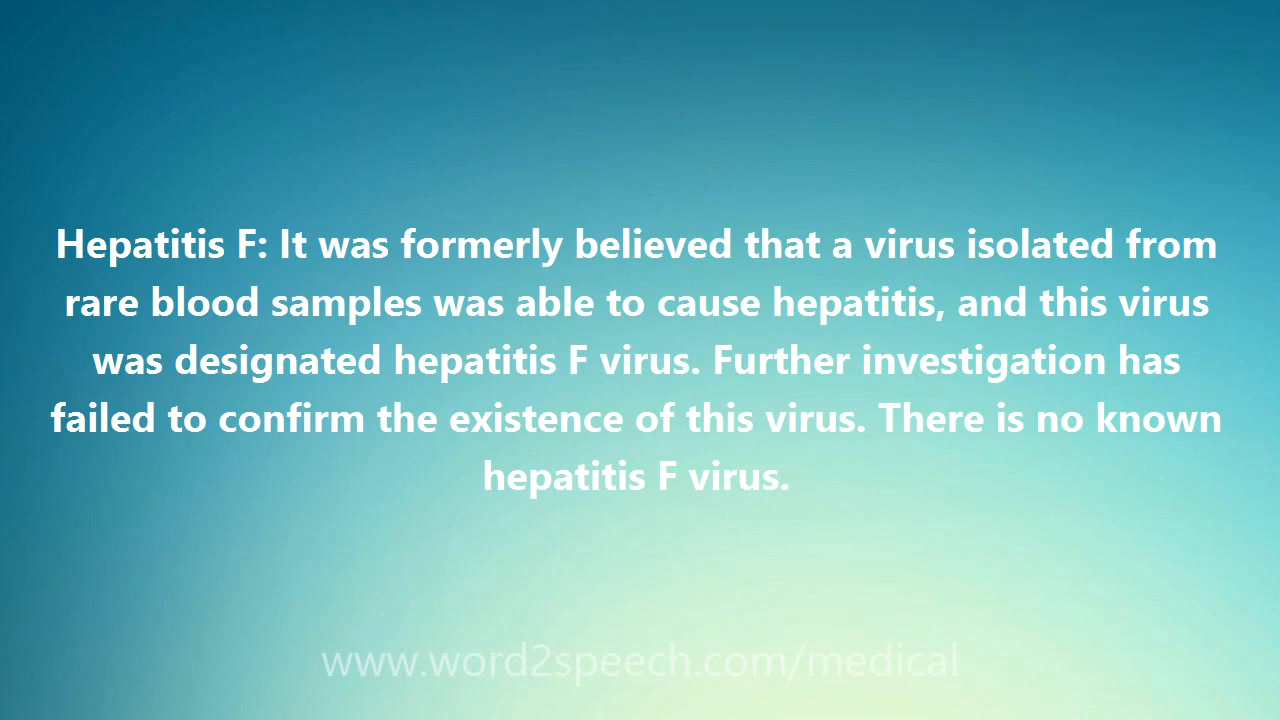 Hepatitis F: It was formerly believed that a virus isolated from
rare blood samples was able to cause hepatitis, and this virus
was designated hepatitis F virus. Further investigation has
failed to confirm the existence of this virus. There is no known
hepatitis F virus.
www.word2speech.com/medical